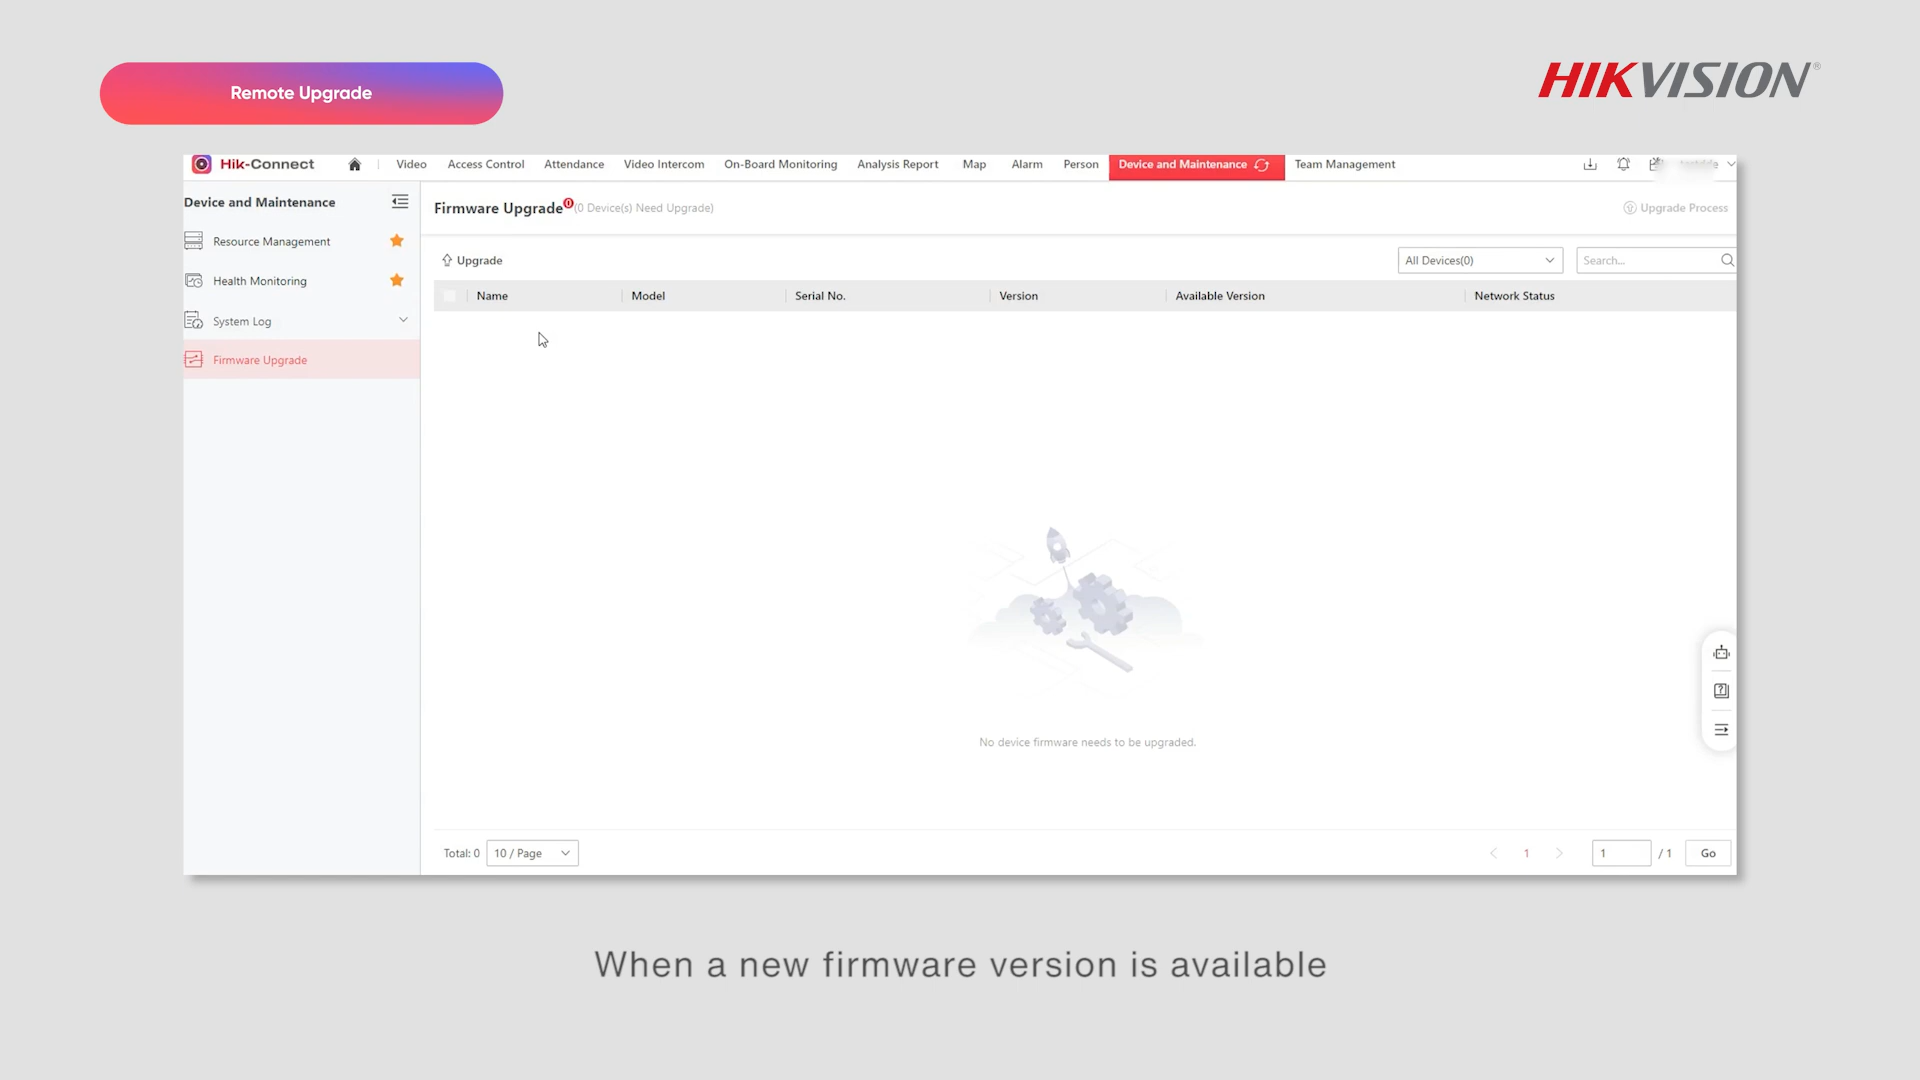 Remote Upgrade
HIKVISION®
Hik-Connect
Video
Access Control
Attendance
Video Intercom
On-Board Monitoring
Analysis Report
Map
Alarm
Person
Device and Maintenance
Team Management
Device and Maintenance
Resource Management
Health Monitoring
System Log
Firmware Upgrade
Firmware Upgrade 0 (0 Device(s) Need Upgrade)
Upgrade Process
Upgrade
All Devices(0)
Search...
Name
Model
Serial No.
Version
Available Version
Network Status
No device firmware needs to be upgraded.
Total: 0
10 / Page
1
1
/ 1
Go
When a new firmware version is available